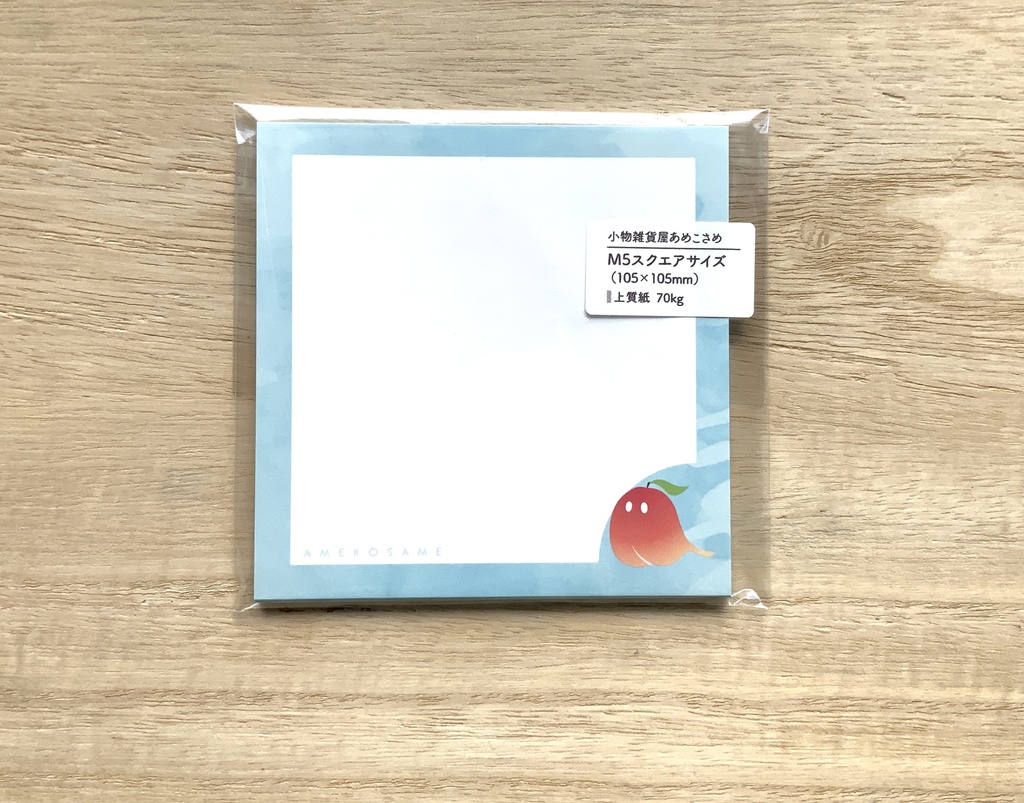 小物雑貨屋あめこさめ
M5スクエアサイズ
（105×105mm）
上質紙 70kg
AMEKOSAME